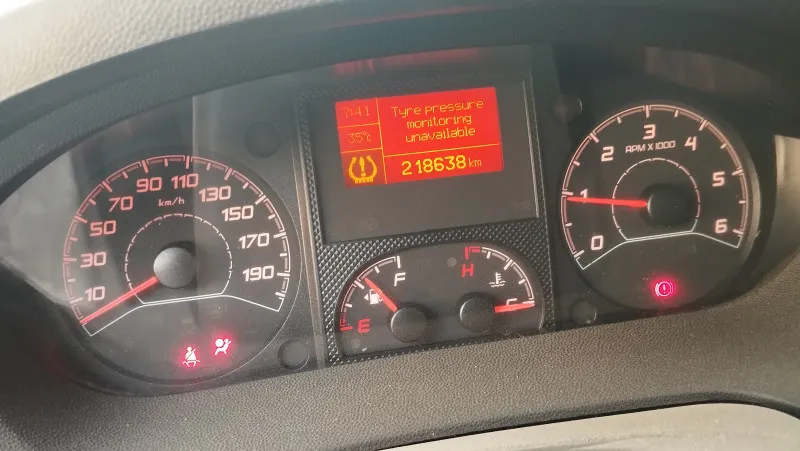 7:41
35°C
Tyre pressure
monitoring
unavailable
218638 km
10
30
50
70
90
110
130
150
170
190
km/h
0
1
2
3
4
5
6
RPM X 1000
E
F
H
C